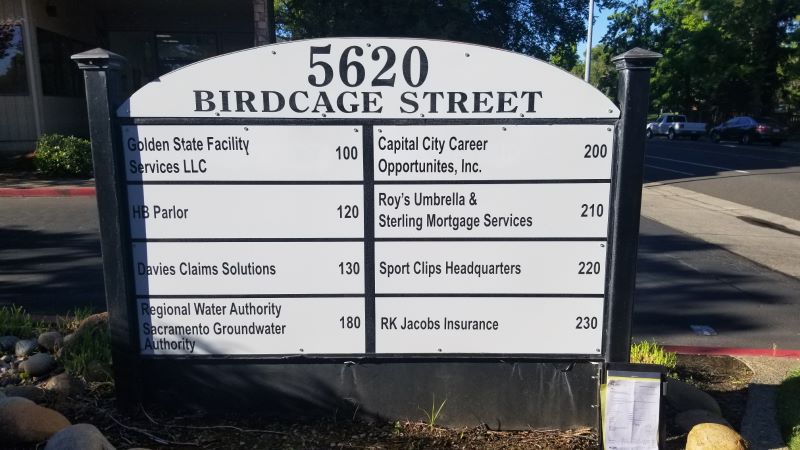 5620
BIRDCAGE STREET
Golden State Facility
Services LLC 100
HB Parlor 120
Davies Claims Solutions 130
Regional Water Authority
Sacramento Groundwater
Authority 180
Capital City Career
Opportunites, Inc. 200
Roy's Umbrella &
Sterling Mortgage Services 210
Sport Clips Headquarters 220
RK Jacobs Insurance 230